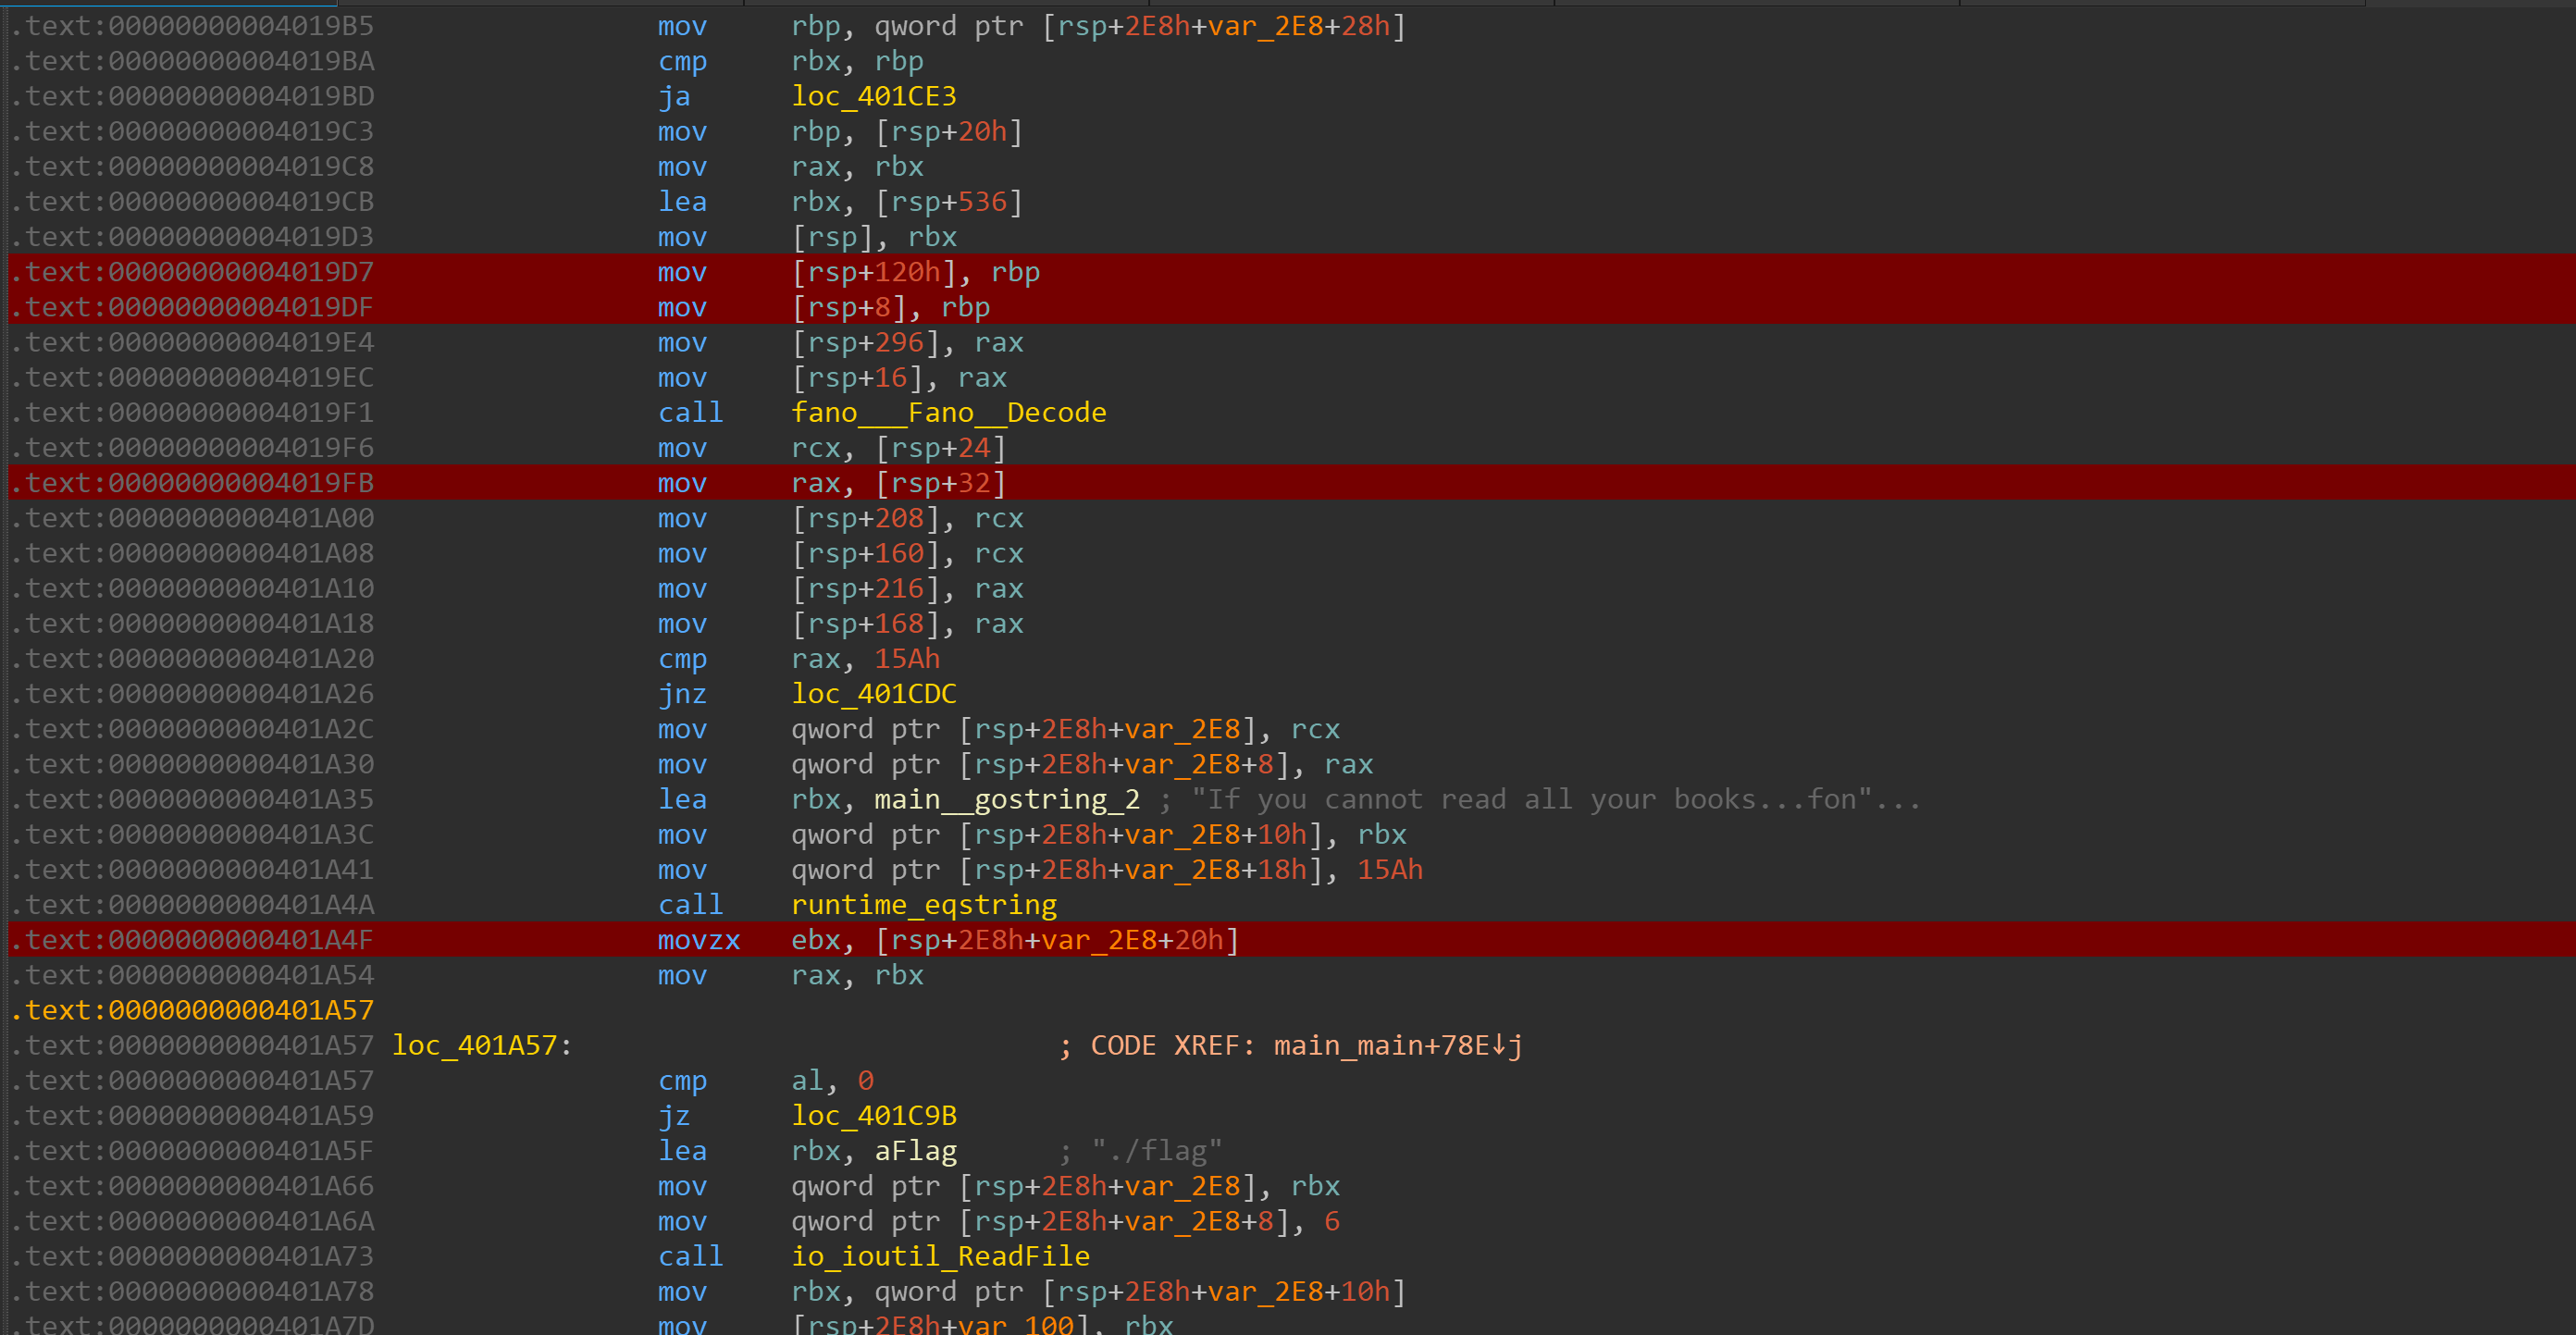 .text:00000000004019B5 mov rbp, qword ptr [rsp+2E8h+var_2E8+28h]
.text:00000000004019BA cmp rbx, rbp
.text:00000000004019BD ja loc_401CE3
.text:00000000004019C3 mov rbp, [rsp+20h]
.text:00000000004019C8 mov rax, rbx
.text:00000000004019CB lea rbx, [rsp+536]
.text:00000000004019D3 mov [rsp], rbx
.text:00000000004019D7 mov [rsp+120h], rbp
.text:00000000004019DF mov [rsp+8], rbp
.text:00000000004019E4 mov [rsp+296], rax
.text:00000000004019EC mov [rsp+16], rax
.text:00000000004019F1 call fano___Fano__Decode
.text:00000000004019F6 mov rcx, [rsp+24]
.text:00000000004019FB mov rax, [rsp+32]
.text:0000000000401A00 mov [rsp+208], rcx
.text:0000000000401A08 mov [rsp+160], rcx
.text:0000000000401A10 mov [rsp+216], rax
.text:0000000000401A18 mov [rsp+168], rax
.text:0000000000401A20 cmp rax, 15Ah
.text:0000000000401A26 jnz loc_401CDC
.text:0000000000401A2C mov qword ptr [rsp+2E8h+var_2E8], rcx
.text:0000000000401A30 mov qword ptr [rsp+2E8h+var_2E8+8], rax
.text:0000000000401A35 lea rbx, main__gostring_2 ; "If you cannot read all your books...fon"...
.text:0000000000401A3C mov qword ptr [rsp+2E8h+var_2E8+10h], rbx
.text:0000000000401A41 mov qword ptr [rsp+2E8h+var_2E8+18h], 15Ah
.text:0000000000401A4A call runtime_eqstring
.text:0000000000401A4F movzx ebx, [rsp+2E8h+var_2E8+20h]
.text:0000000000401A54 mov rax, rbx
.text:0000000000401A57
.text:0000000000401A57 loc_401A57: ; CODE XREF: main_main+78E↓j
.text:0000000000401A57 cmp al, 0
.text:0000000000401A59 jz loc_401C9B
.text:0000000000401A5F lea rbx, aFlag ; "./flag"
.text:0000000000401A66 mov qword ptr [rsp+2E8h+var_2E8], rbx
.text:0000000000401A6A mov qword ptr [rsp+2E8h+var_2E8+8], 6
.text:0000000000401A73 call io_ioutil_ReadFile
.text:0000000000401A78 mov rbx, qword ptr [rsp+2E8h+var_2E8+10h]
.text:0000000000401A7D mov [rsp+2E8h+var_100], rbx